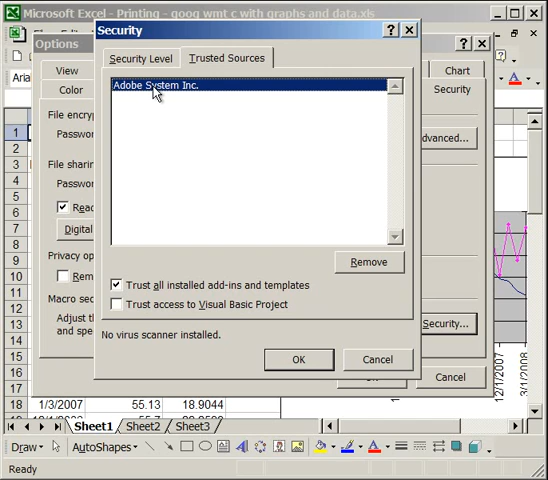 Microsoft Excel - Printing - goog wmt c with graphs and data.xls
Options
Security
View
Chart
Color
Security
Security Level
Trusted Sources
Adobe System Inc.
File encryp
Passwor
dvanced...
File sharing
Passwor
Digital
Privacy op
Macro sec
Adjust th
and spe
Remove
Trust all installed add-ins and templates
Trust access to Visual Basic Project
No virus scanner installed.
Security...
OK
Cancel
Cancel
Aria
1
2
3
4
5
6
7
8
9
10
11
12
13
14
15
16
17
18 1/3/2007 55.13 18.9044
12/1/2007
3/1/2008
Sheet1 Sheet2 Sheet3
Draw AutoShapes
Ready